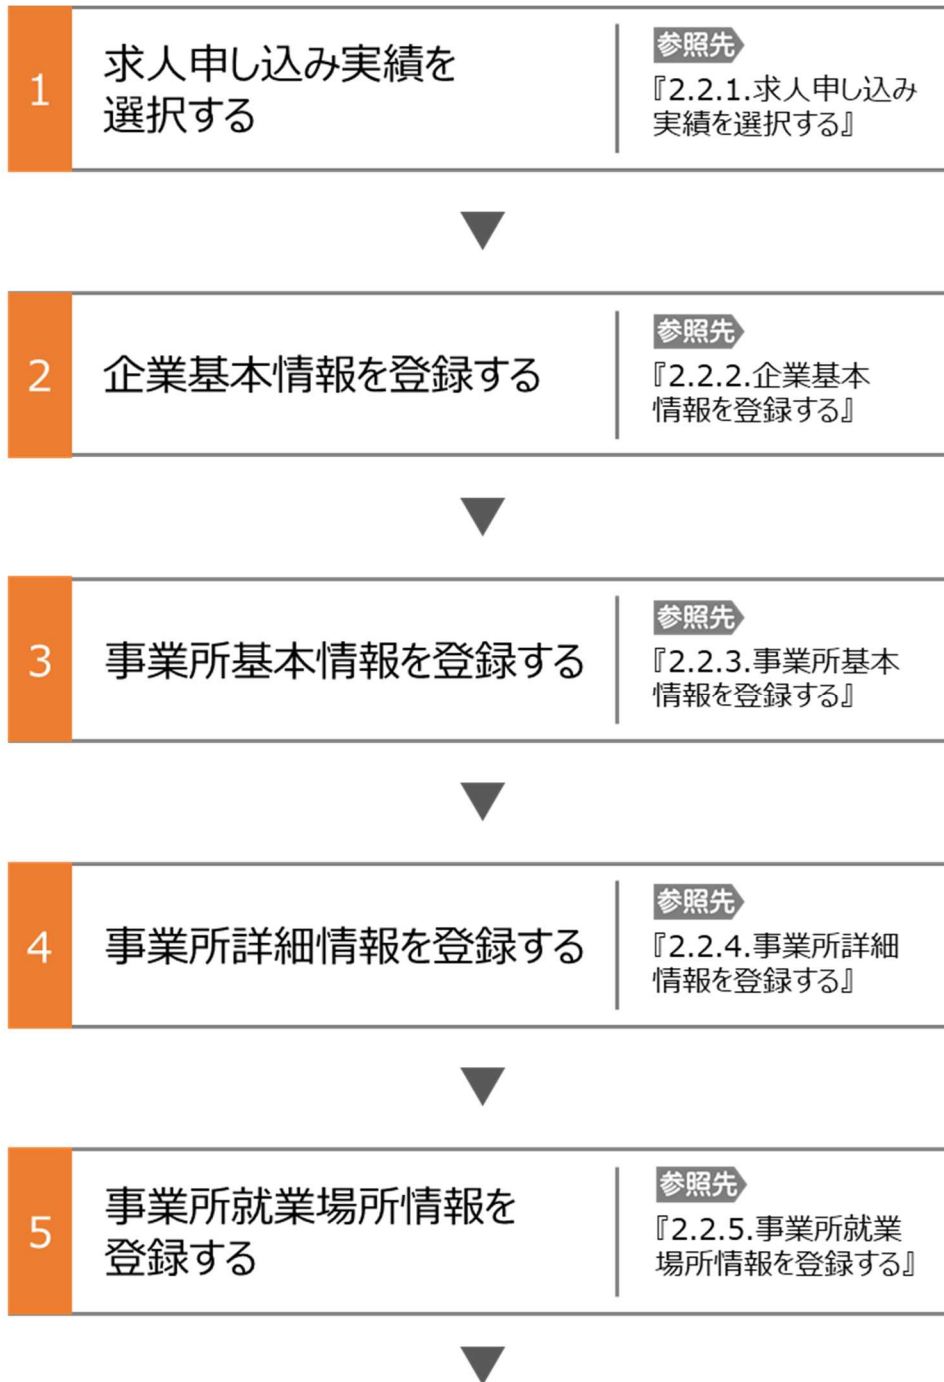 1
求人申し込み実績を
選択する
参照先
『2.2.1.求人申し込み
実績を選択する』
2
企業基本情報を登録する
参照先
『2.2.2.企業基本
情報を登録する』
3
事業所基本情報を登録する
参照先
『2.2.3.事業所基本
情報を登録する』
4
事業所詳細情報を登録する
参照先
『2.2.4.事業所詳細
情報を登録する』
5
事業所就業場所情報を
登録する
参照先
『2.2.5.事業所就業
場所情報を登録する』